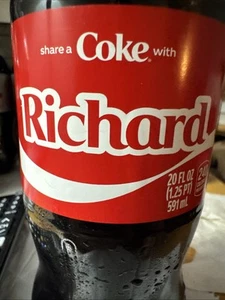 share a Coke with
Richard
20 FL OZ
(1.25 PT)
591 mL